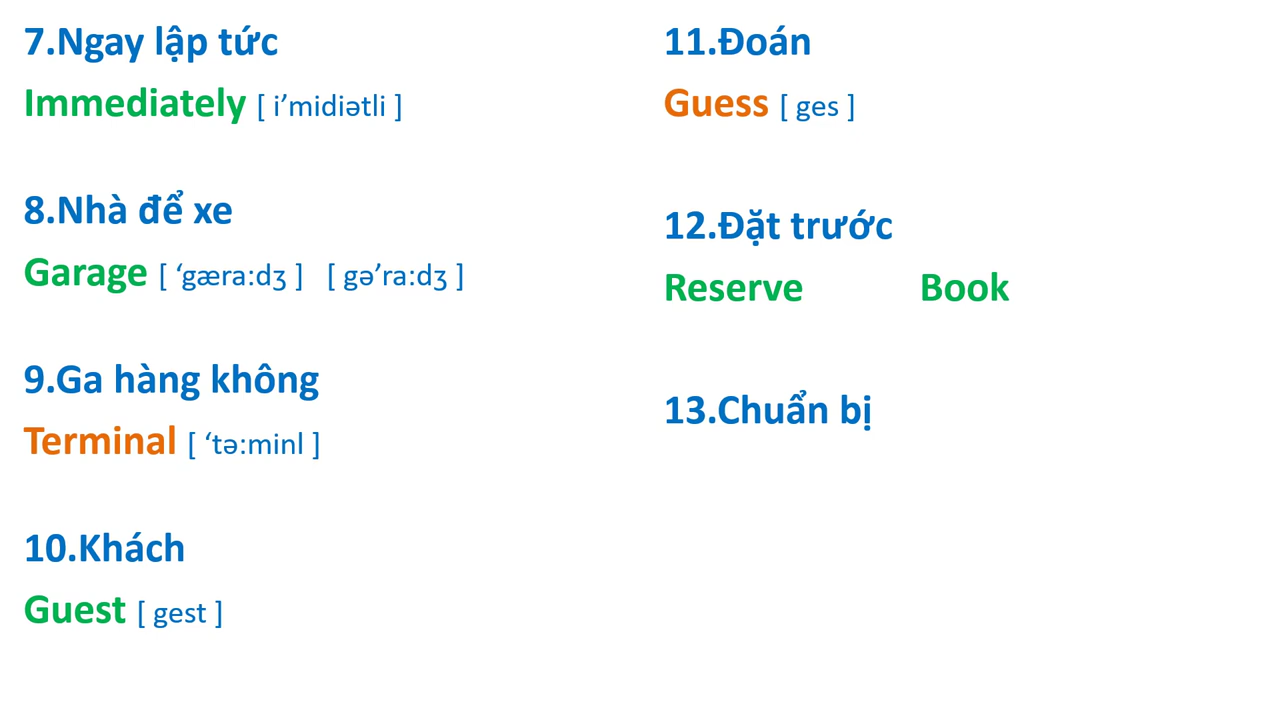 7.Ngay lập tức
Immediately [ i’midiətli ]
8.Nhà để xe
Garage [ ‘gæra:dʒ ] [ gə’ra:dʒ ]
9.Ga hàng không
Terminal [ ‘tə:minl ]
10.Khách
Guest [ gest ]
11.Đoán
Guess [ ges ]
12.Đặt trước
Reserve Book
13.Chuẩn bị